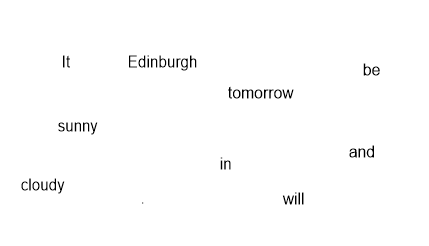 It Edinburgh be
tomorrow
sunny
and
in
cloudy
. will